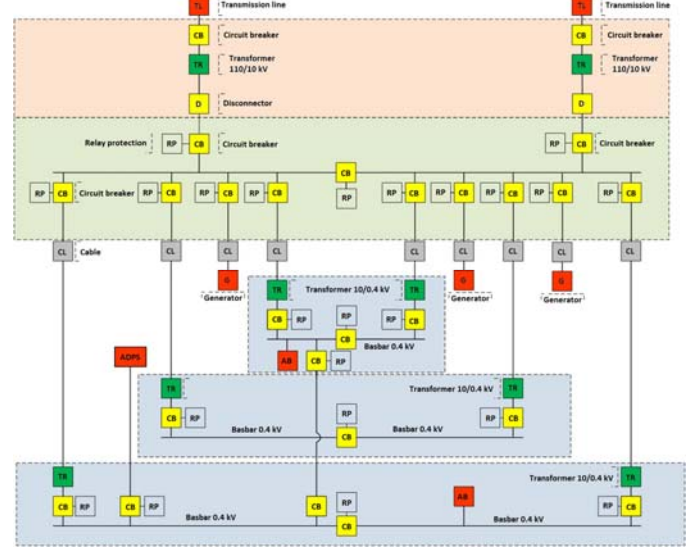 TL Transmission line TL Transmission line
CB Circuit breaker CB Circuit breaker
TR Transformer TR Transformer
110/10 kV 110/10 kV
D Disconnector D Disconnector
Relay protection RP CB Circuit breaker RP CB Circuit breaker
CB
RP CB Circuit breaker RP CB RP CB RP CB RP RP CB RP CB RP CB RP CB RP CB
CL Cable CL CL CL CL CL CL CL CL
G G G
Transformer 10/0.4 kV
TR TR
Generator Generator Generator
CB RP RP RP CB
CB
Basbar 0.4 kV
ADPS AB CB RP
TR Transformer 10/0.4 kV TR
CB RP RP RP CB
Basbar 0.4 kV CB Basbar 0.4 kV
TR Transformer 10/0.4 kV TR
AB
CB RP CB RP CB RP RP CB
Basbar 0.4 kV CB Basbar 0.4 kV